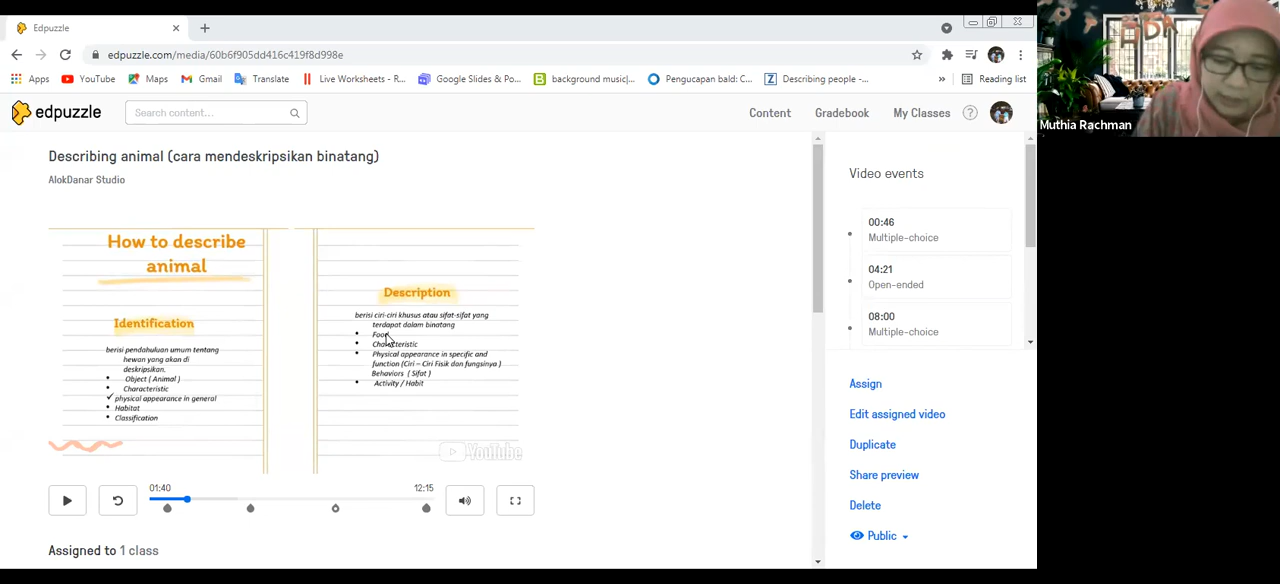 Edpuzzle
edpuzzle.com/media/60b6f905dd416c419f8d998e
Apps
YouTube
Maps
Gmail
Translate
Live Worksheets - R...
Google Slides & Po...
background music|...
Pengucapan bald: C...
Describing people -...
»
Reading list
edpuzzle
Search content...
Content
Gradebook
My Classes
?
Muthia Rachman
Describing animal (cara mendeskripsikan binatang)
AlokDanar Studio
How to describe
animal
Identification
berisi pendahuluan umum tentang
hewan yang akan di
deskripsikan.
• Object ( Animal )
• Characteristic
✓ physical appearance in general
• Habitat
• Classification
Description
berisi ciri-ciri khusus atau sifat-sifat yang
terdapat dalam binatang
•
• Characteristic
• Physical appearance in specific and
function (Ciri – Ciri Fisik dan fungsinya )
Behaviors ( Sifat )
• Activity / Habit
YouTube
01:40
12:15
Assigned to 1 class
Video events
00:46
Multiple-choice
04:21
Open-ended
08:00
Multiple-choice
Assign
Edit assigned video
Duplicate
Share preview
Delete
Public